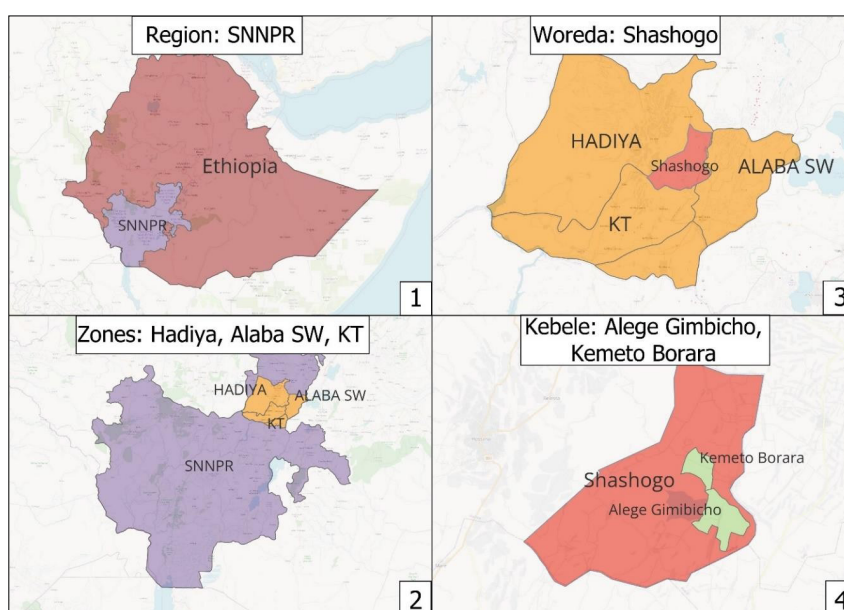 Region: SNNPR
Ethiopia
SNNPR
1
Woreda: Shashogo
HADIYA
Shashogo
ALABA SW
KT
3
Zones: Hadiya, Alaba SW, KT
HADIYA
ALABA SW
KT
SNNPR
2
Kebele: Alege Gimbicho,
Kemeto Borara
Kemeto Borara
Shashogo
Alege Gimibicho
4